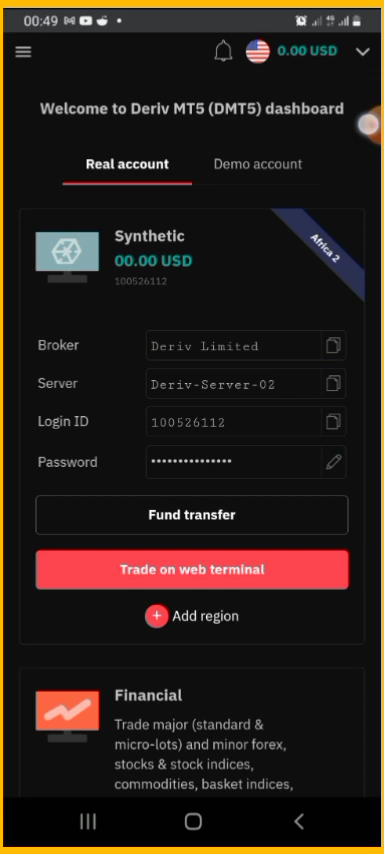 00:49
0.00 USD
Welcome to Deriv MT5 (DMT5) dashboard
Real account
Demo account
Synthetic
00.00 USD
100526112
Africa 2
Broker
Deriv Limited
Server
Deriv-Server-02
Login ID
100526112
Password
•••••••••••••••
Fund transfer
Trade on web terminal
Add region
Financial
Trade major (standard &
micro-lots) and minor forex,
stocks & stock indices,
commodities, basket indices,